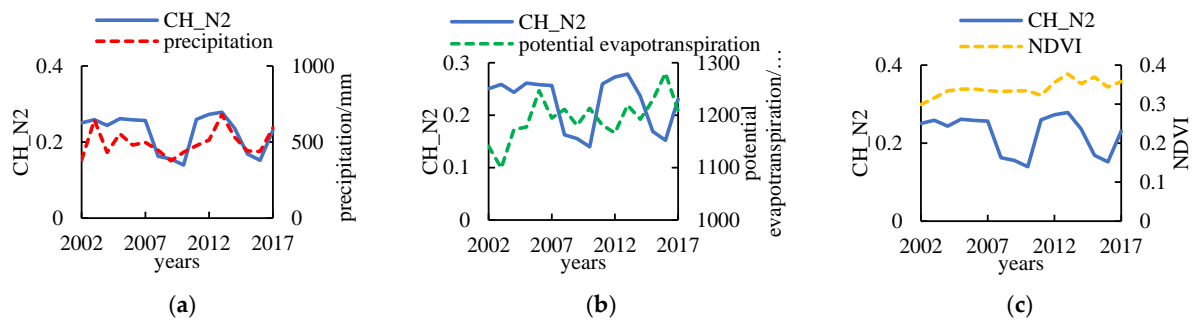 CH_N2
precipitation
0.4
0.2
0
1000
500
0
CH_N2
precipitation/mm
2002 2007 2012 2017
years
(a)
CH_N2
potential evapotranspiration
0.3
0.2
0.1
0
1300
1200
1100
1000
CH_N2
potential
evapotranspiration/...
2002 2007 2012 2017
years
(b)
CH_N2
NDVI
0.4
0.2
0
0.4
0.3
0.2
0.1
0
CH_N2
NDVI
2002 2007 2012 2017
years
(c)